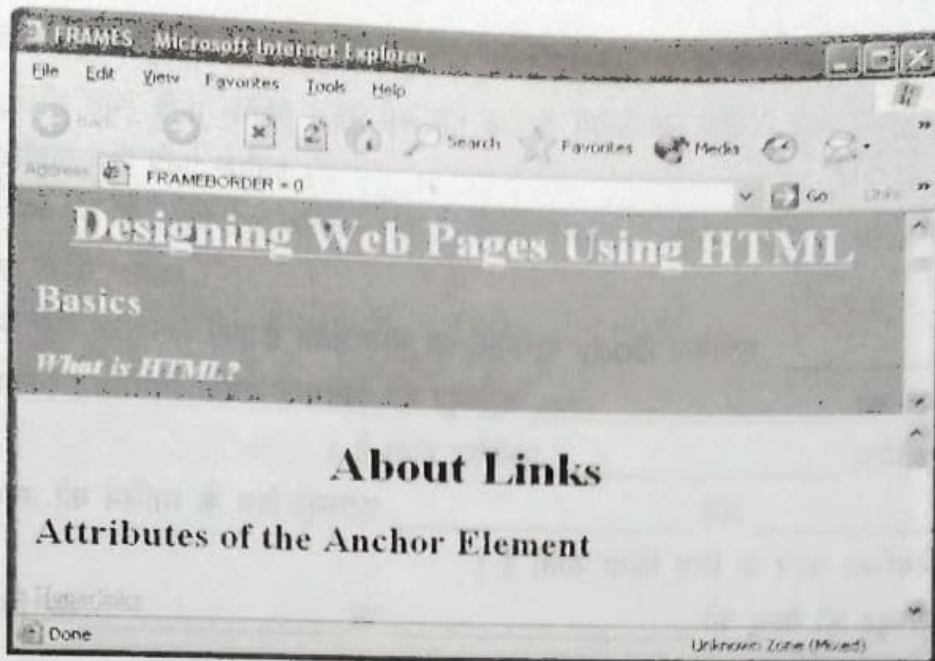 FRAMES Microsoft Internet Explorer
File Edit View Favorites Tools Help
Back Search Favorites Media »
Address FRAMEBORDER = 0 Go Links »
Designing Web Pages Using HTML
Basics
What is HTML?
About Links
Attributes of the Anchor Element
Hyperlinks
Done Unknown Zone (Mixed)